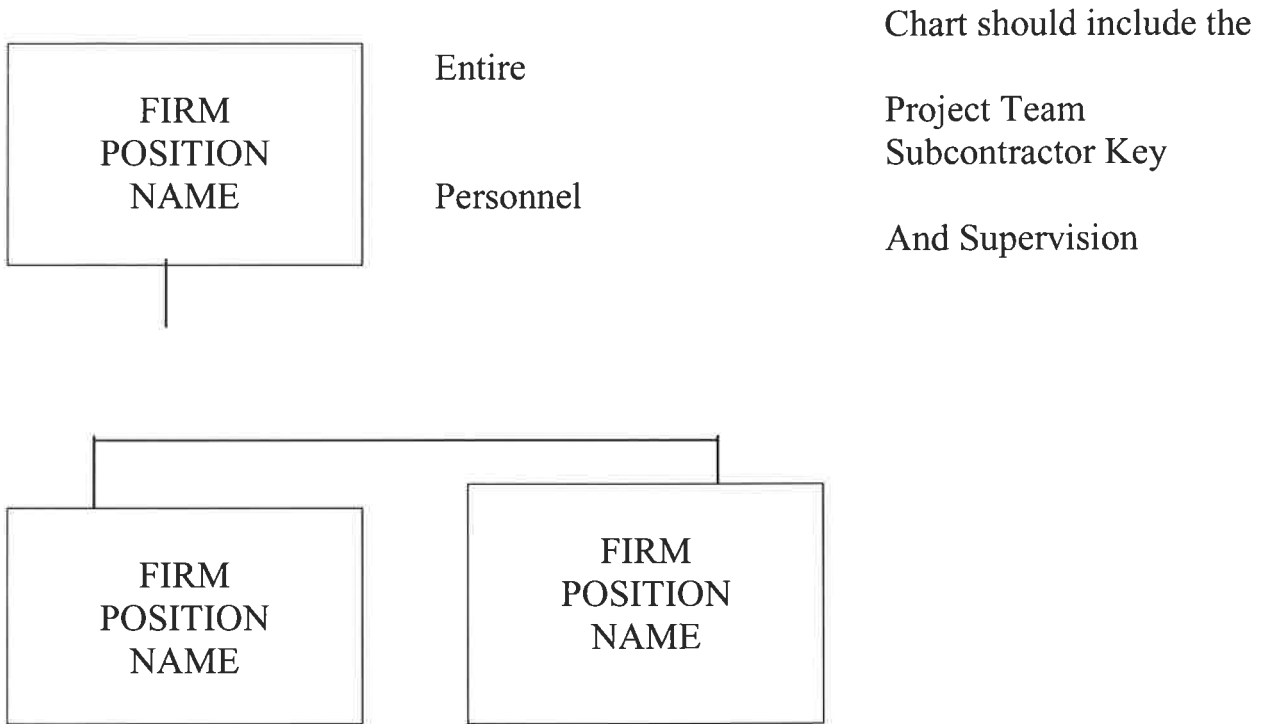 Chart should include the
Entire
Project Team
Subcontractor Key
Personnel
And Supervision
FIRM
POSITION
NAME
FIRM
POSITION
NAME
FIRM
POSITION
NAME